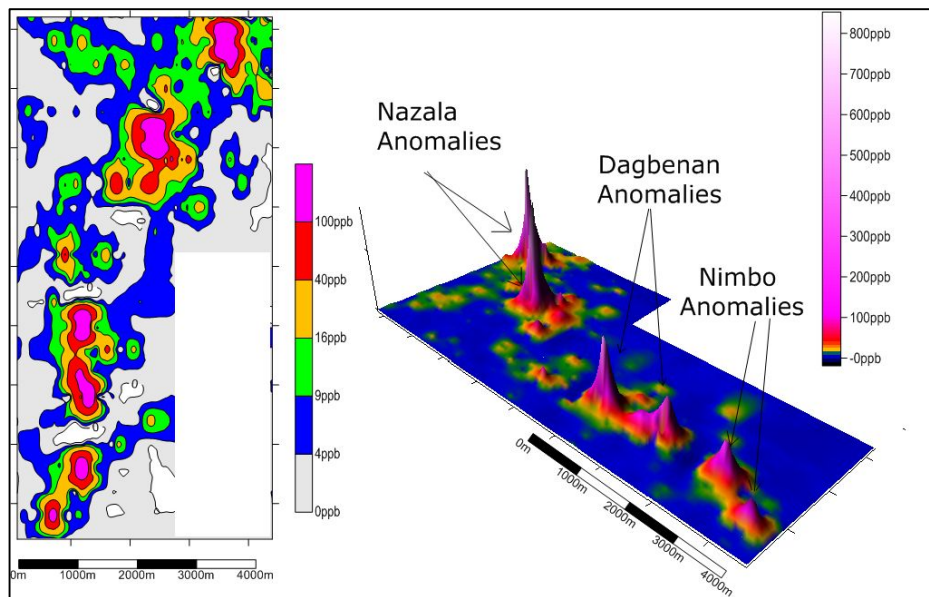 Nazala
Anomalies
Dagbenan
Anomalies
Nimbo
Anomalies
100ppb
40ppb
16ppb
9ppb
4ppb
0ppb
800ppb
700ppb
600ppb
500ppb
400ppb
300ppb
200ppb
100ppb
-0ppb
0m
1000m
2000m
3000m
4000m
0m
1000m
2000m
3000m
4000m